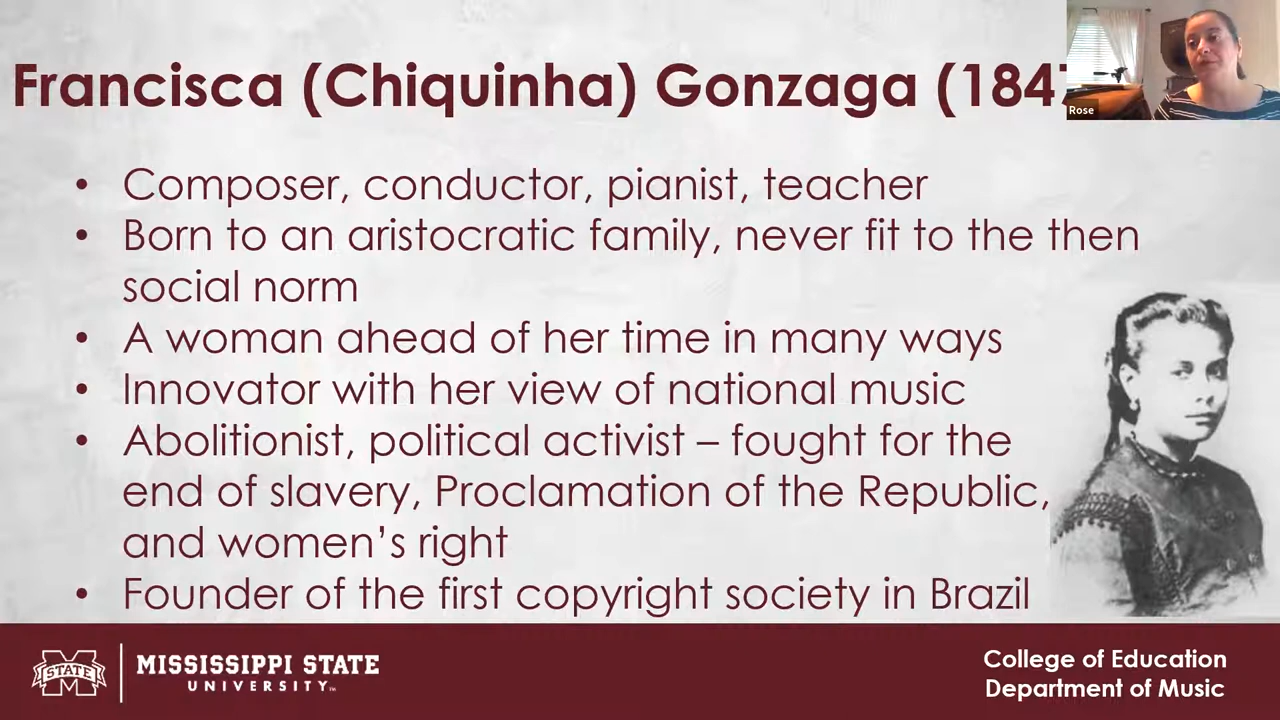 Francisca (Chiquinha) Gonzaga (1847
Rose
• Composer, conductor, pianist, teacher
• Born to an aristocratic family, never fit to the then
social norm
• A woman ahead of her time in many ways
• Innovator with her view of national music
• Abolitionist, political activist – fought for the
end of slavery, Proclamation of the Republic,
and women’s right
• Founder of the first copyright society in Brazil
STATE
MISSISSIPPI STATE
UNIVERSITY™
College of Education
Department of Music